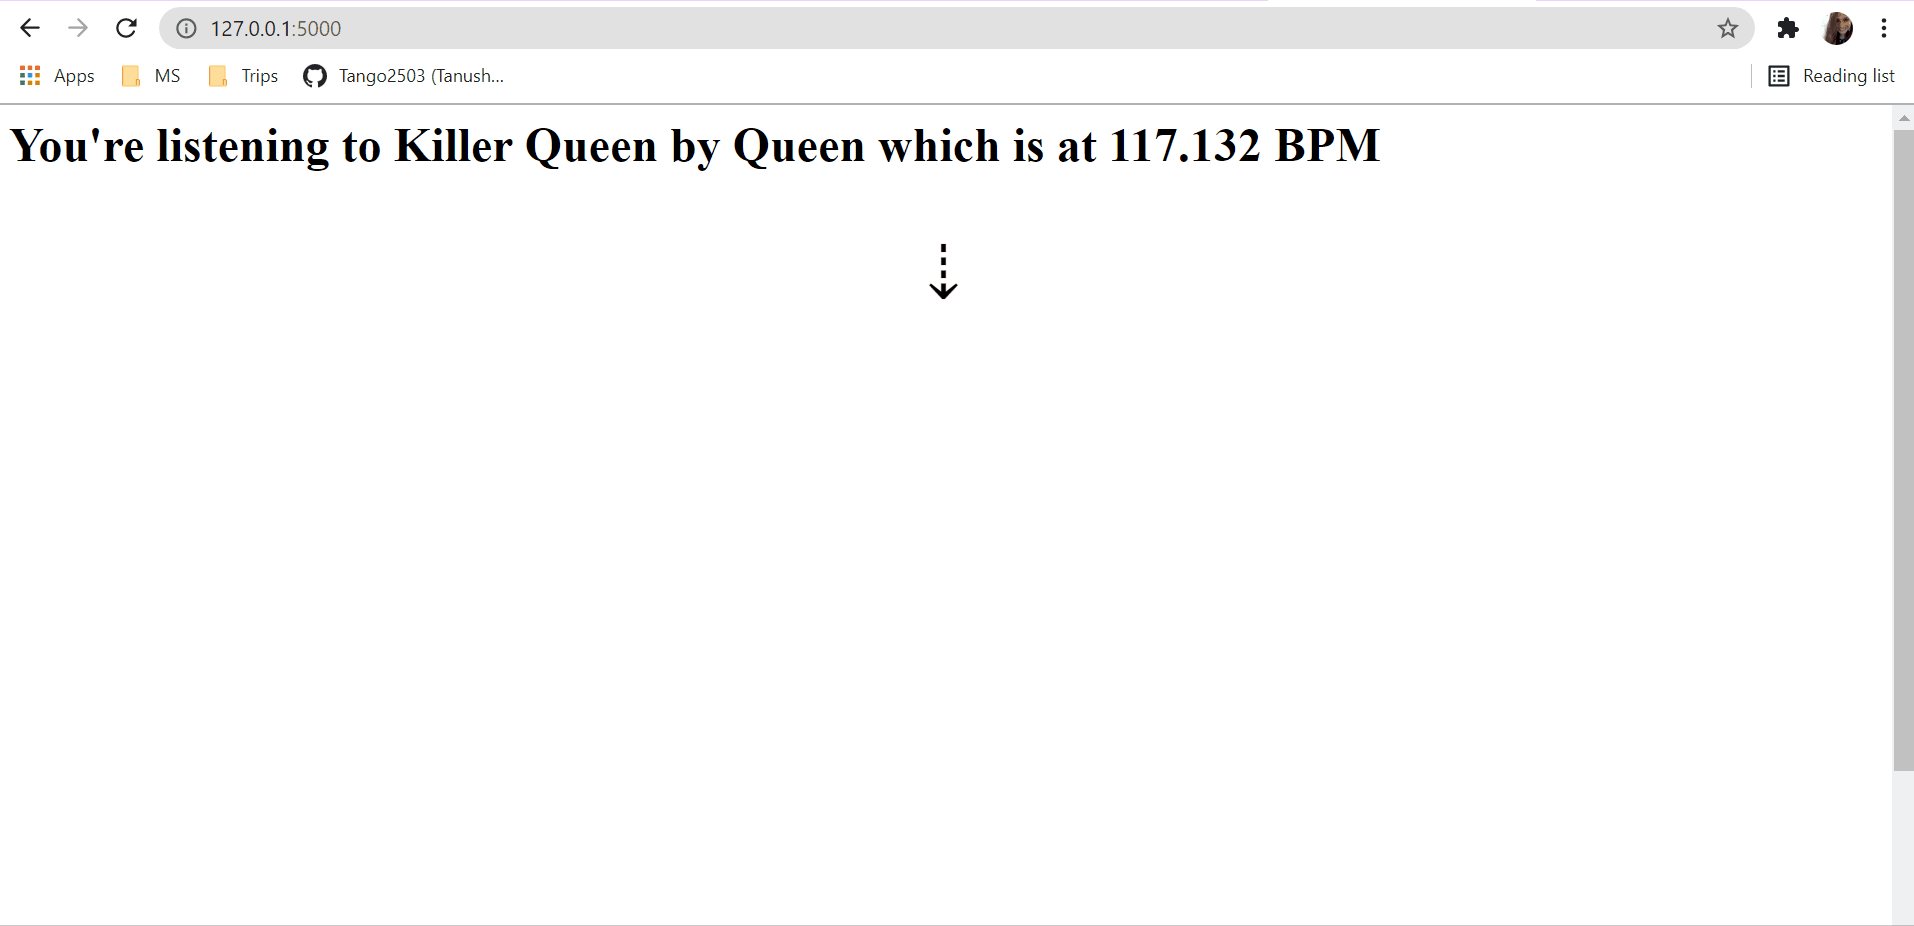 127.0.0.1:5000
Apps MS Trips Tango2503 (Tanush... Reading list
You're listening to Killer Queen by Queen which is at 117.132 BPM